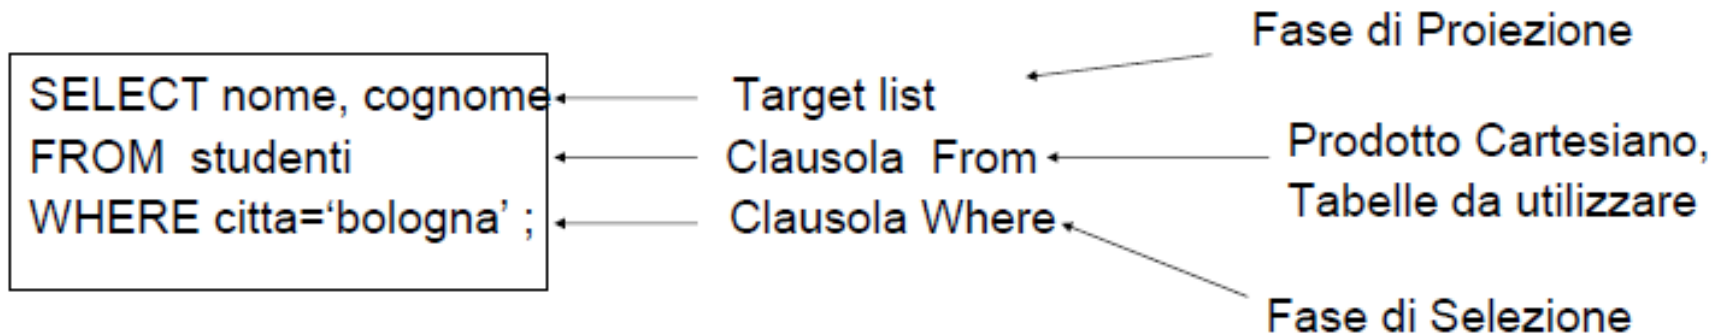 Fase di Proiezione
SELECT nome, cognome
Target list
FROM studenti
Clausola From
Prodotto Cartesiano,
Tabelle da utilizzare
WHERE citta=‘bologna’ ;
Clausola Where
Fase di Selezione